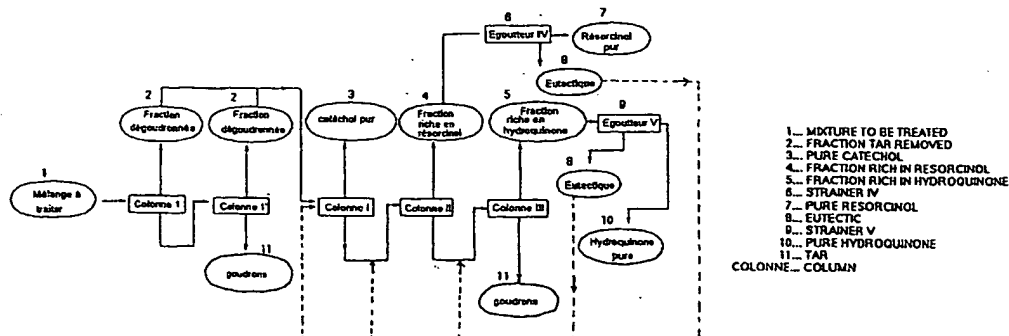 6
7
Egoutteur IV
Résorcinol
pur
8
Eutectique
2
2
3
4
5
9
Fraction
dégoudronnée
Fraction
dégoudronnée
catéchol pur
Fraction
riche en
résorcinol
Fraction
riche en
hydroquinone
Egoutteur V
8
Eutectique
1
Mélange à
traiter
Colonne 1
Colonne 1'
Colonne I
Colonne II
Colonne III
10
Hydroquinone
pure
11
goudrons
11
goudrons
1... MIXTURE TO BE TREATED
2... FRACTION TAR REMOVED
3... PURE CATECHOL
4... FRACTION RICH IN RESORCINOL
5... FRACTION RICH IN HYDROQUINONE
6... STRAINER IV
7... PURE RESORCINOL
8... EUTECTIC
9... STRAINER V
10... PURE HYDROQUINONE
11... TAR
COLONNE... COLUMN